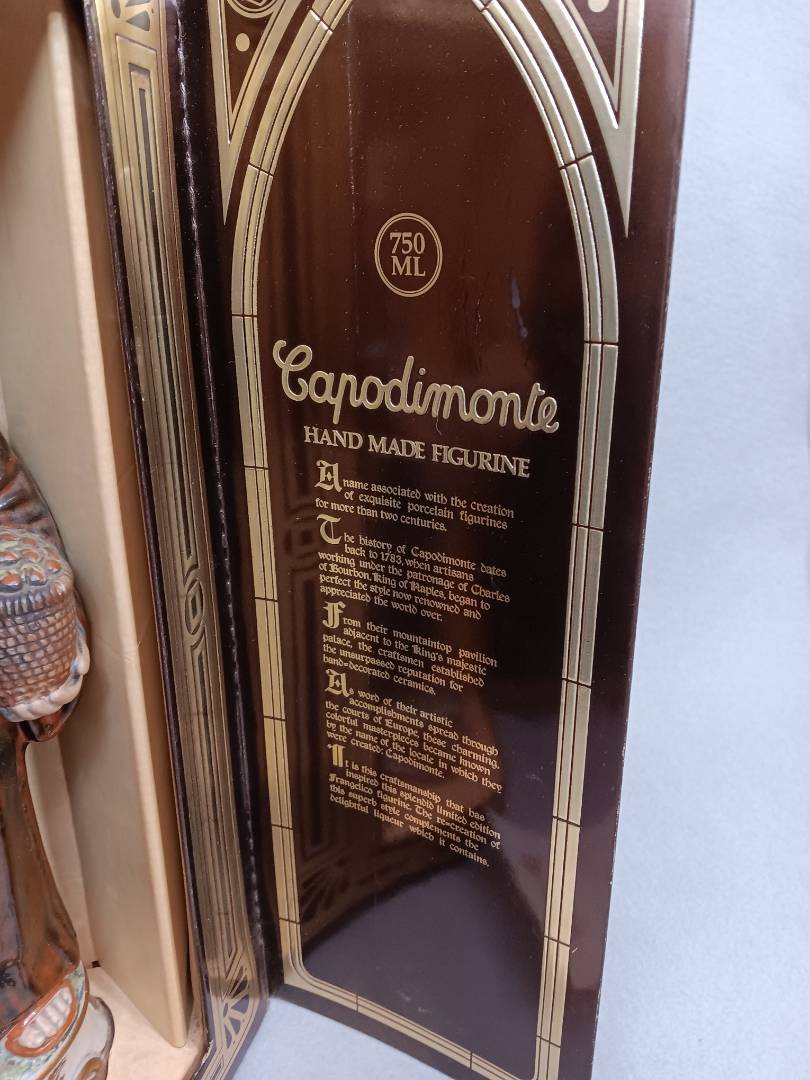 750
ML
Capodimonte
HAND MADE FIGURINE
A name associated with the creation
of exquisite porcelain figurines
for more than two centuries.
The history of Capodimonte dates
back to 1783, when artisans
working under the patronage of Charles
of Bourbon, King of Naples, began to
perfect the style now renowned and
appreciated the world over.
From their mountaintop pavilion
adjacent to the King's majestic
palace, the craftsmen established
the unsurpassed reputation for
hand-decorated ceramics.
As word of their artistic
accomplishments spread through
the courts of Europe, these charming,
colorful masterpieces became known
by the name of the locale in which they
were created: Capodimonte.
It is this craftsmanship that has
inspired this splendid limited edition
Frangelico figurine. The re-creation of
this superb style complements the
delightful liqueur which it contains.